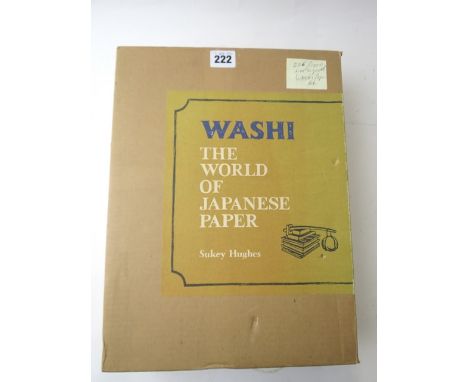 222
WASHI
THE
WORLD
OF
JAPANESE
PAPER
Sukey Hughes